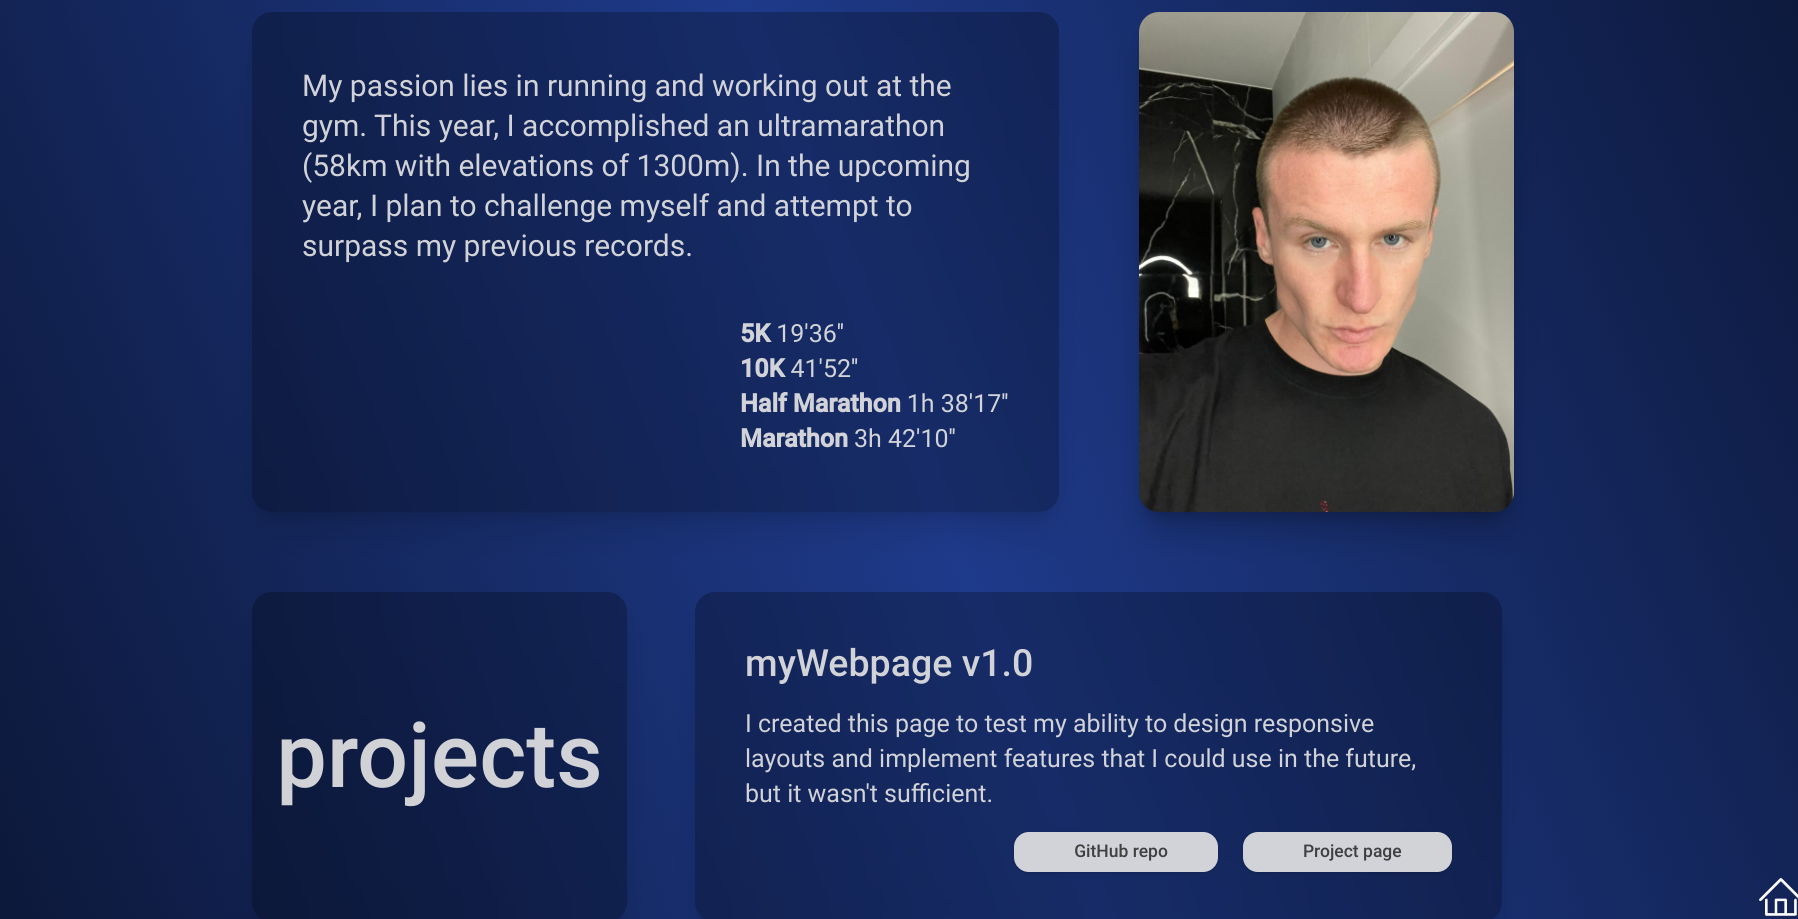 My passion lies in running and working out at the
gym. This year, I accomplished an ultramarathon
(58km with elevations of 1300m). In the upcoming
year, I plan to challenge myself and attempt to
surpass my previous records.
5K 19'36"
10K 41'52"
Half Marathon 1h 38'17"
Marathon 3h 42'10"
projects
myWebpage v1.0
I created this page to test my ability to design responsive
layouts and implement features that I could use in the future,
but it wasn't sufficient.
GitHub repo
Project page